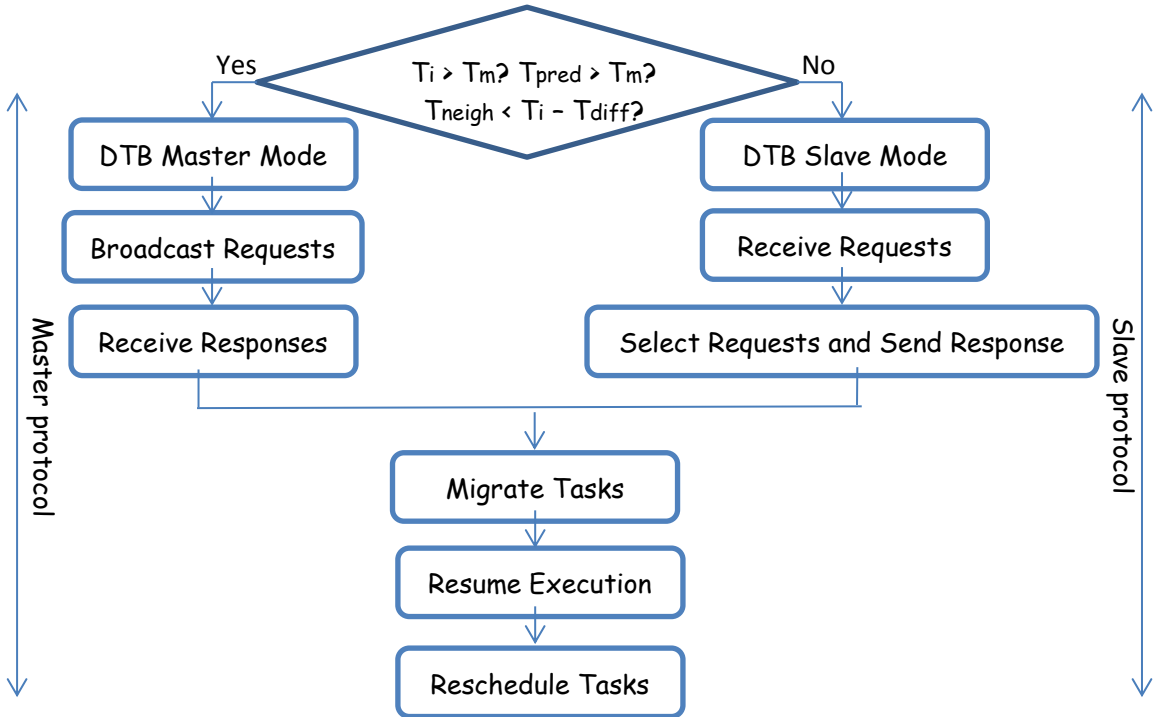 Yes
Ti > Tm? Tpred > Tm?
No
Tneigh < Ti – Tdiff?
DTB Master Mode
DTB Slave Mode
Broadcast Requests
Receive Requests
Receive Responses
Select Requests and Send Response
Master protocol
Slave protocol
Migrate Tasks
Resume Execution
Reschedule Tasks